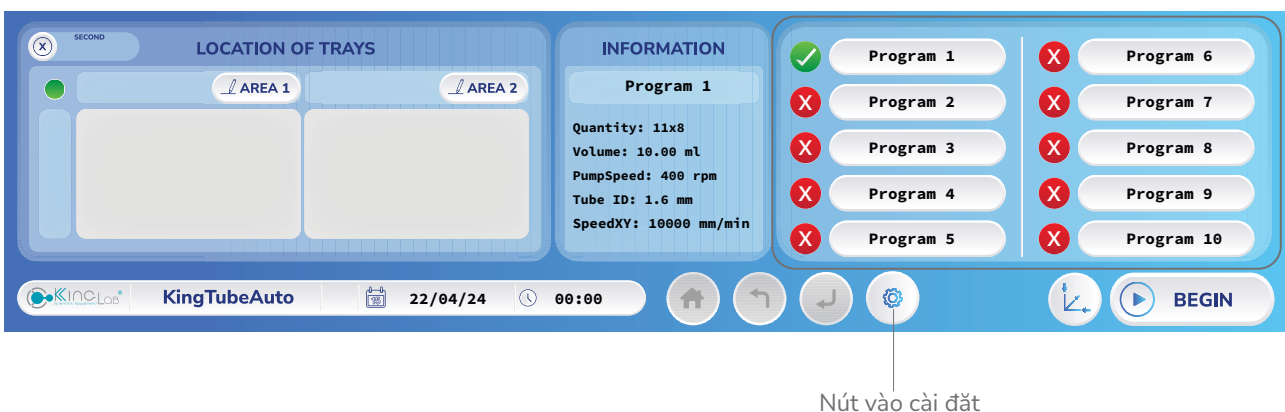 SECOND
LOCATION OF TRAYS
AREA 1
AREA 2
INFORMATION
Program 1
Quantity: 11x8
Volume: 10.00 ml
PumpSpeed: 400 rpm
Tube ID: 1.6 mm
SpeedXY: 10000 mm/min
Program 1
Program 2
Program 3
Program 4
Program 5
Program 6
Program 7
Program 8
Program 9
Program 10
KINGLAB
KingTubeAuto
22/04/24
00:00
BEGIN
Nút vào cài đặt